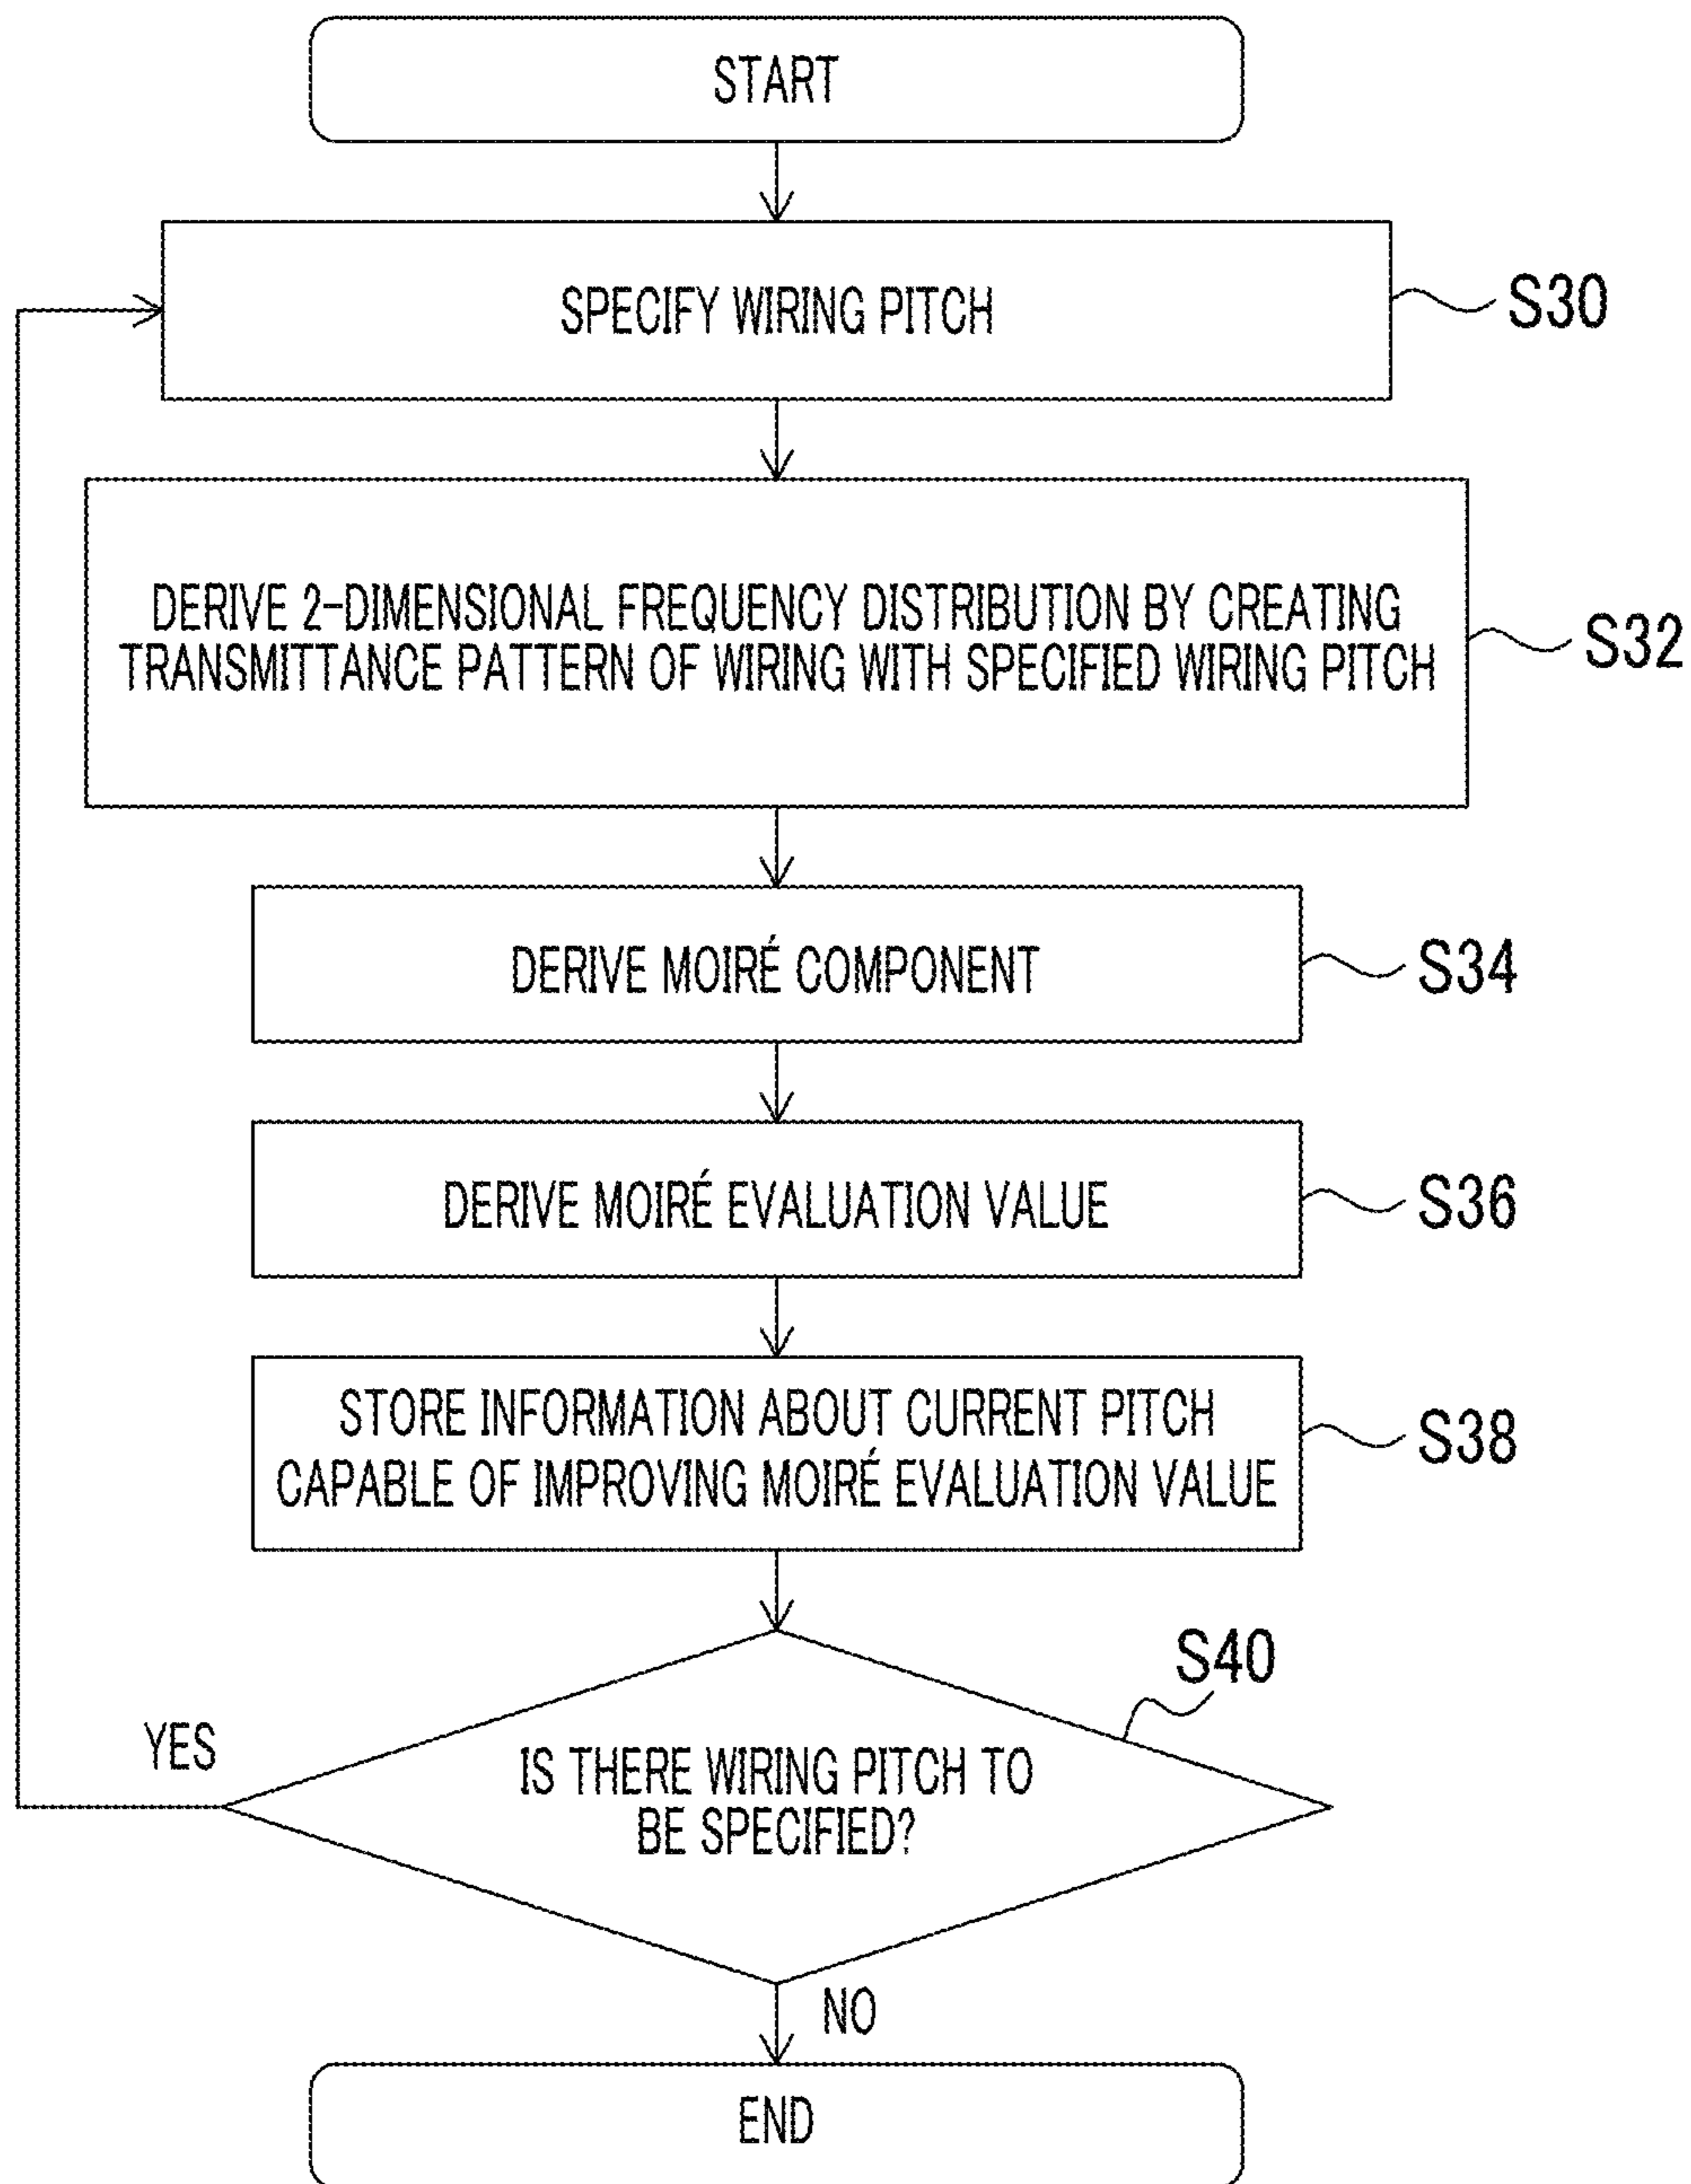 START
SPECIFY WIRING PITCH
S30
DERIVE 2-DIMENSIONAL FREQUENCY DISTRIBUTION BY CREATING
TRANSMITTANCE PATTERN OF WIRING WITH SPECIFIED WIRING PITCH
S32
DERIVE MOIRÉ COMPONENT
S34
DERIVE MOIRÉ EVALUATION VALUE
S36
STORE INFORMATION ABOUT CURRENT PITCH
CAPABLE OF IMPROVING MOIRÉ EVALUATION VALUE
S38
S40
YES
IS THERE WIRING PITCH TO
BE SPECIFIED?
NO
END